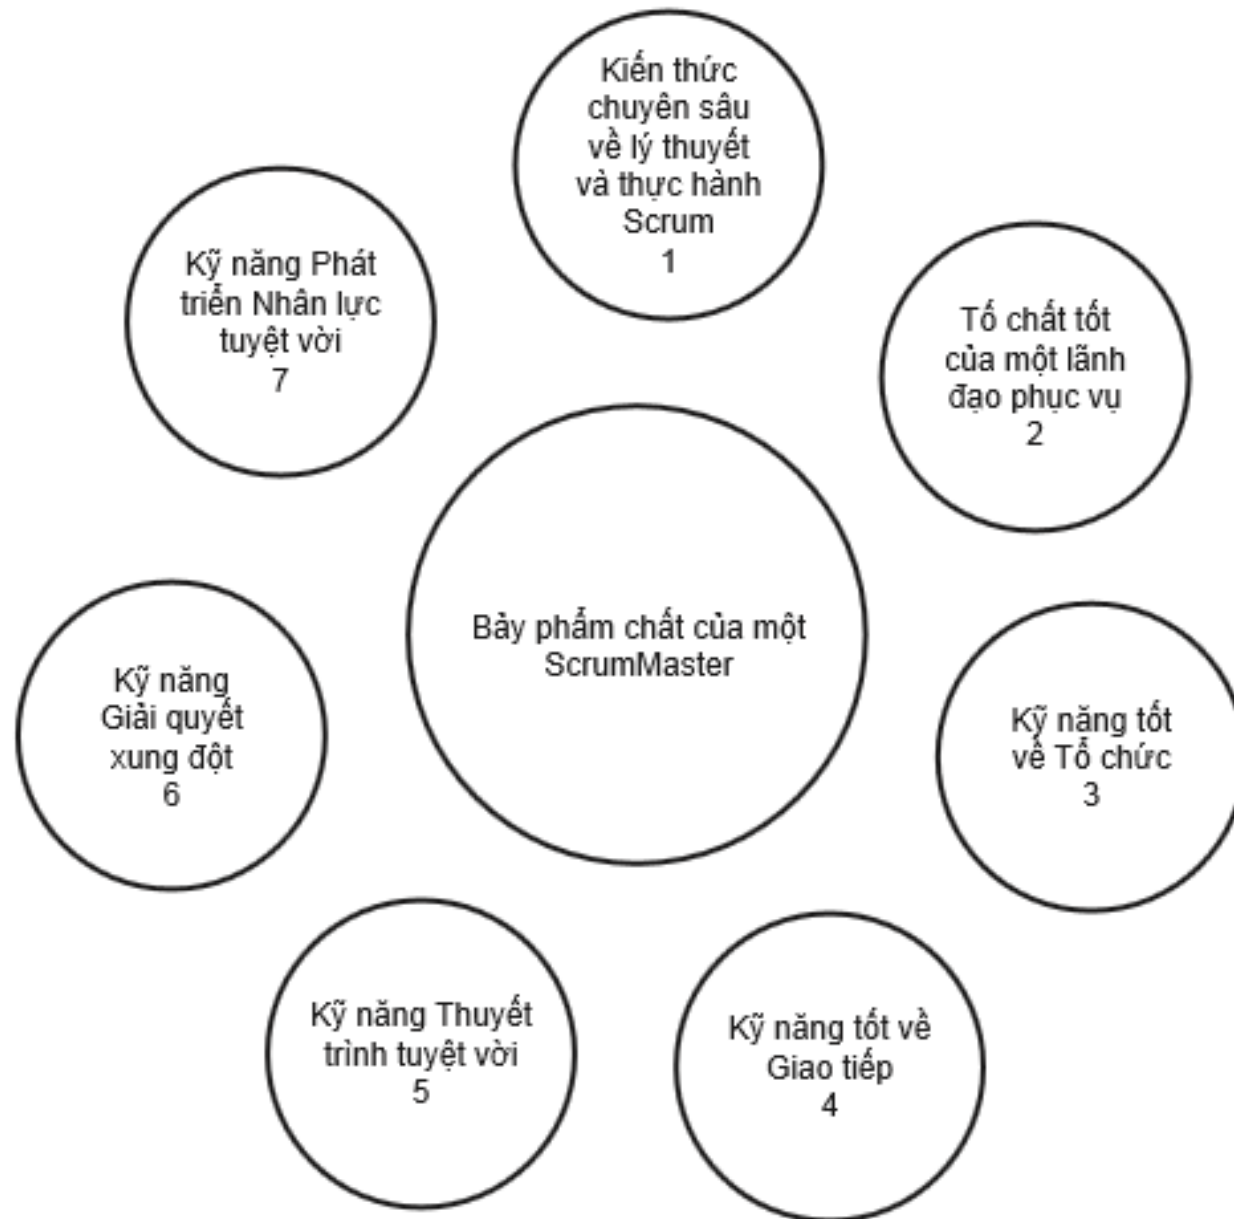 Kiến thức
chuyên sâu
về lý thuyết
và thực hành
Scrum
1
Tố chất tốt
của một lãnh
đạo phục vụ
2
Kỹ năng tốt
về Tổ chức
3
Kỹ năng tốt về
Giao tiếp
4
Kỹ năng Thuyết
trình tuyệt vời
5
Kỹ năng
Giải quyết
xung đột
6
Kỹ năng Phát
triển Nhân lực
tuyệt vời
7
Bảy phẩm chất của một
ScrumMaster